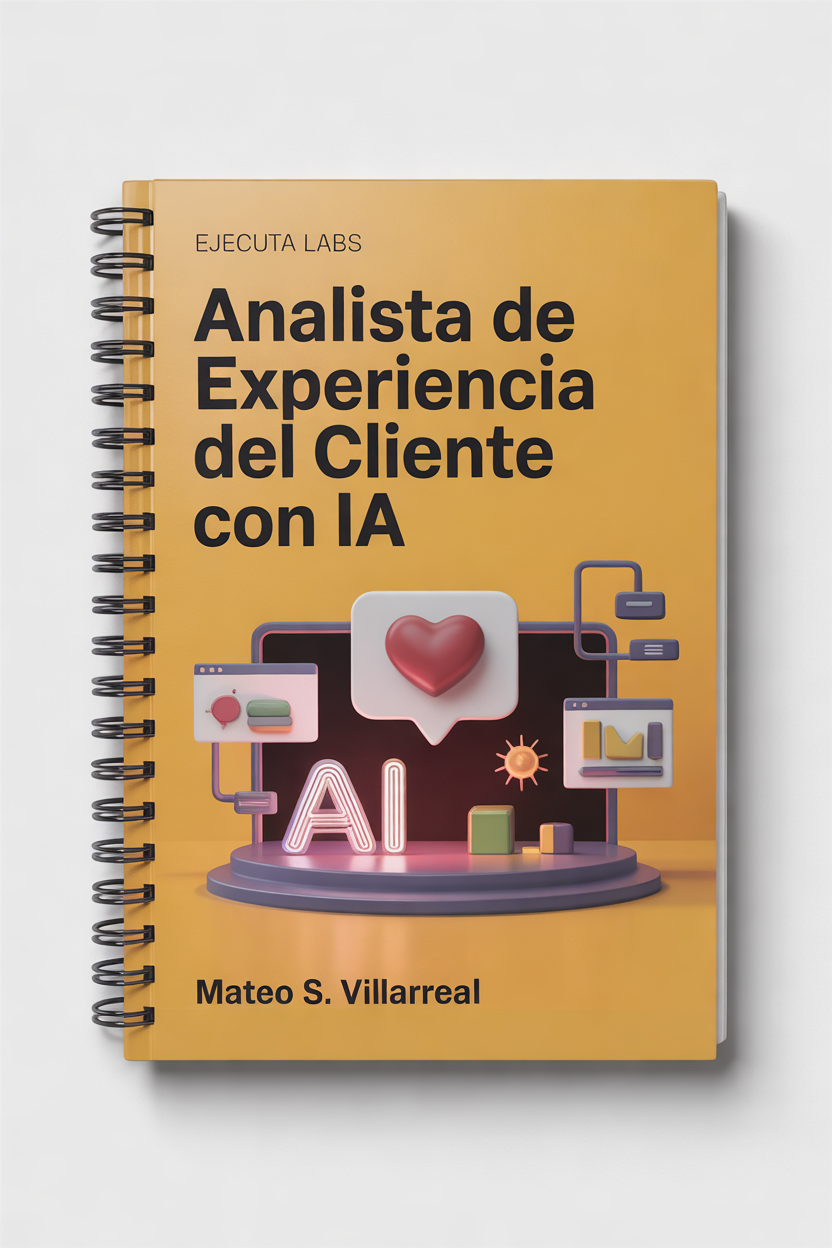 EJECUTA LABS
Analista de
Experiencia
del Cliente
con IA
AI
Mateo S. Villarreal